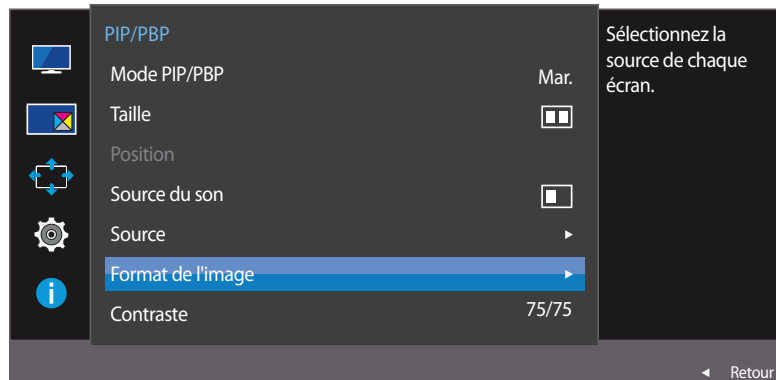 PIP/PBP
Mode PIP/PBP Mar.
Taille
Position
Source du son
Source
Format de l'image
Contraste 75/75
Sélectionnez la
source de chaque
écran.
Retour